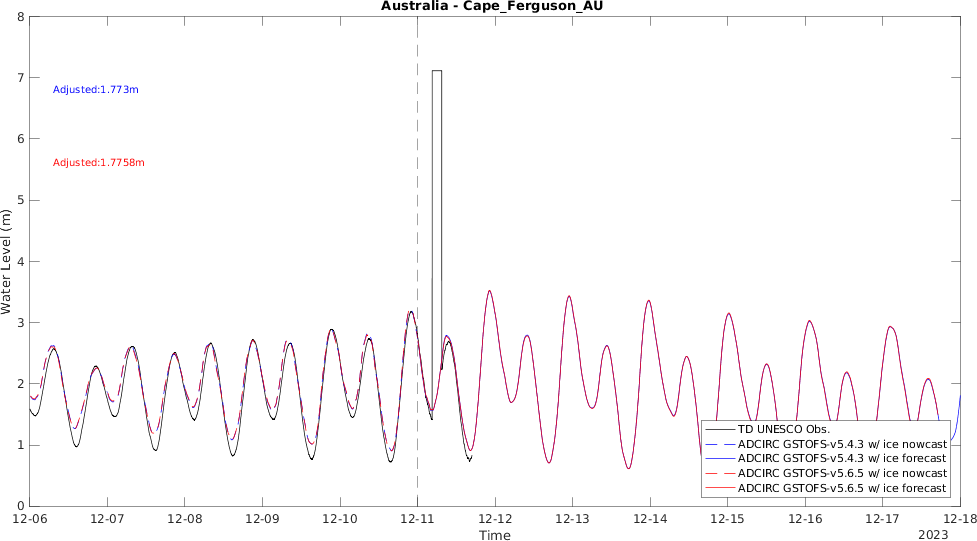 Australia - Cape_Ferguson_AU
8
7
6
5
4
3
2
1
0
Water Level (m)
Adjusted:1.773m
Adjusted:1.7758m
TD UNESCO Obs.
ADCIRC GSTOFS-v5.4.3 w/ ice nowcast
ADCIRC GSTOFS-v5.4.3 w/ ice forecast
ADCIRC GSTOFS-v5.6.5 w/ ice nowcast
ADCIRC GSTOFS-v5.6.5 w/ ice forecast
12-06 12-07 12-08 12-09 12-10 12-11 12-12 12-13 12-14 12-15 12-16 12-17 12-18
Time
2023